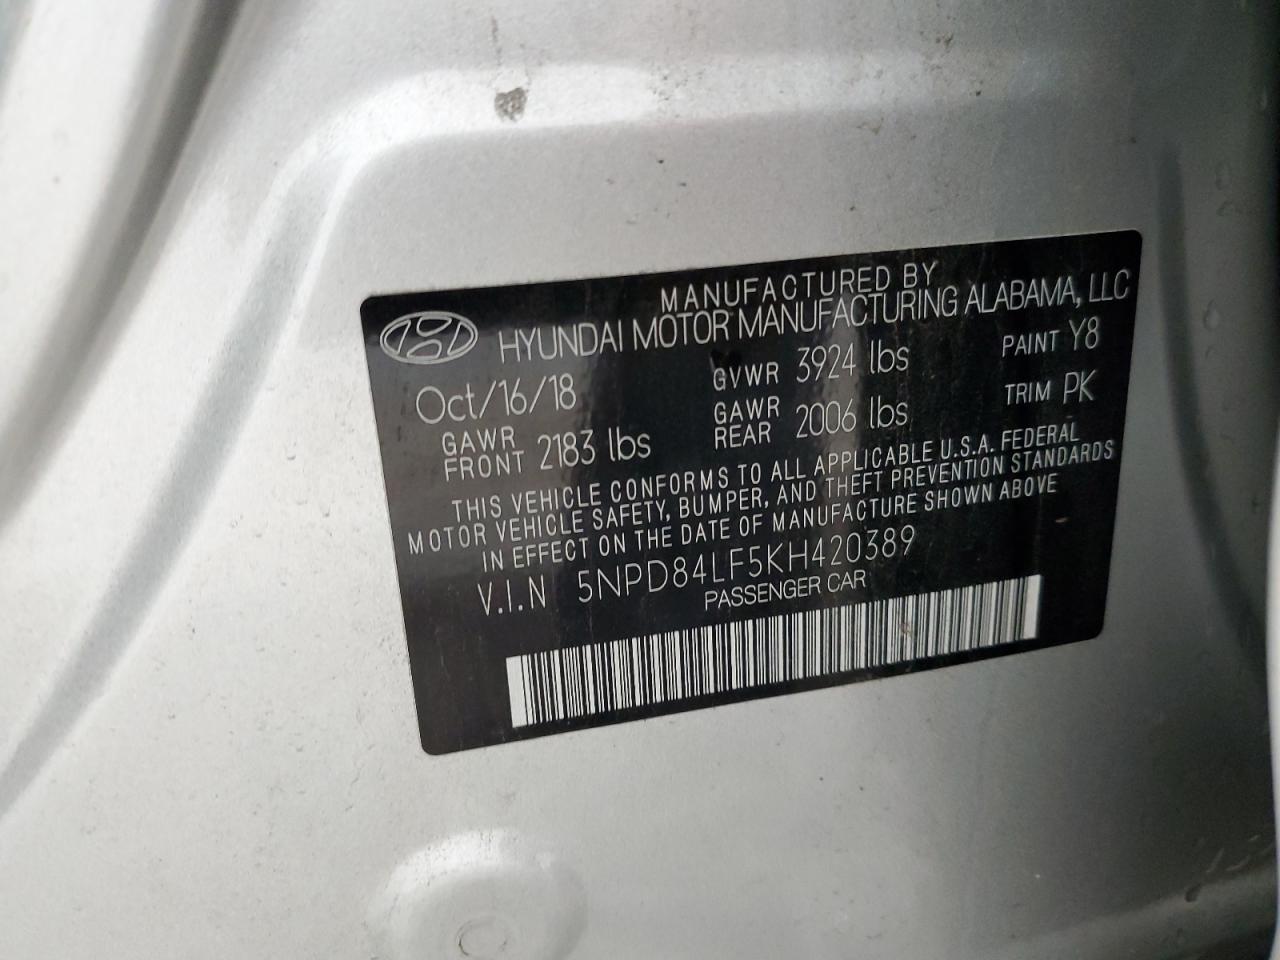 MANUFACTURED BY
HYUNDAI MOTOR MANUFACTURING ALABAMA, LLC
Oct/16/18 GVWR 3924 lbs PAINT Y8
GAWR FRONT 2183 lbs GAWR REAR 2006 lbs TRIM PK
THIS VEHICLE CONFORMS TO ALL APPLICABLE U.S.A. FEDERAL
MOTOR VEHICLE SAFETY, BUMPER, AND THEFT PREVENTION STANDARDS
IN EFFECT ON THE DATE OF MANUFACTURE SHOWN ABOVE
V.I.N 5NPD84LF5KH420389
PASSENGER CAR